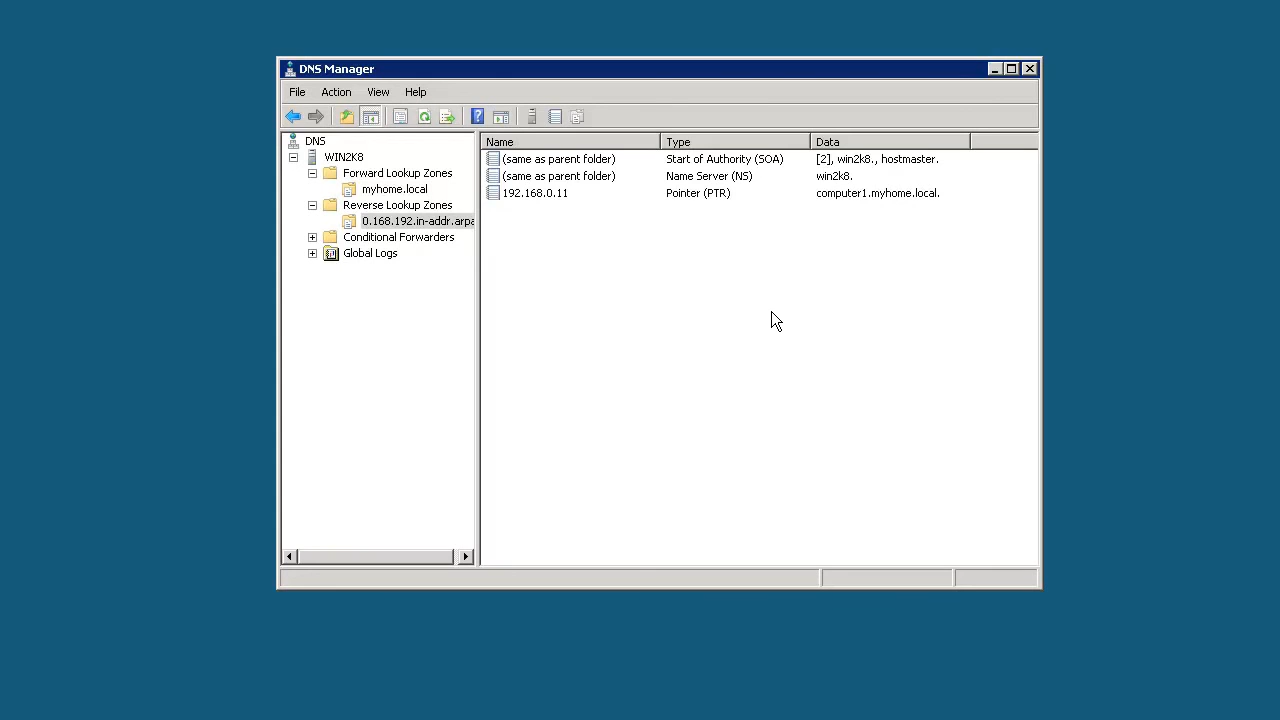 DNS Manager
File Action View Help
DNS
WIN2K8
Forward Lookup Zones
myhome.local
Reverse Lookup Zones
0.168.192.in-addr.arpa
Conditional Forwarders
Global Logs
Name Type Data
(same as parent folder) Start of Authority (SOA) [2], win2k8., hostmaster.
(same as parent folder) Name Server (NS) win2k8.
192.168.0.11 Pointer (PTR) computer1.myhome.local.